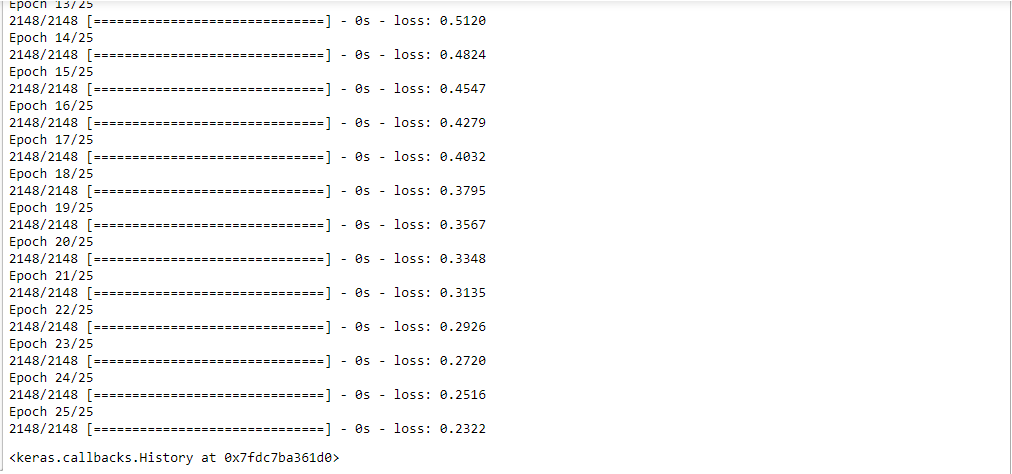 Epoch 13/25
2148/2148 [==============================] - 0s - loss: 0.5120
Epoch 14/25
2148/2148 [==============================] - 0s - loss: 0.4824
Epoch 15/25
2148/2148 [==============================] - 0s - loss: 0.4547
Epoch 16/25
2148/2148 [==============================] - 0s - loss: 0.4279
Epoch 17/25
2148/2148 [==============================] - 0s - loss: 0.4032
Epoch 18/25
2148/2148 [==============================] - 0s - loss: 0.3795
Epoch 19/25
2148/2148 [==============================] - 0s - loss: 0.3567
Epoch 20/25
2148/2148 [==============================] - 0s - loss: 0.3348
Epoch 21/25
2148/2148 [==============================] - 0s - loss: 0.3135
Epoch 22/25
2148/2148 [==============================] - 0s - loss: 0.2926
Epoch 23/25
2148/2148 [==============================] - 0s - loss: 0.2720
Epoch 24/25
2148/2148 [==============================] - 0s - loss: 0.2516
Epoch 25/25
2148/2148 [==============================] - 0s - loss: 0.2322
<keras.callbacks.History at 0x7fdc7ba361d0>